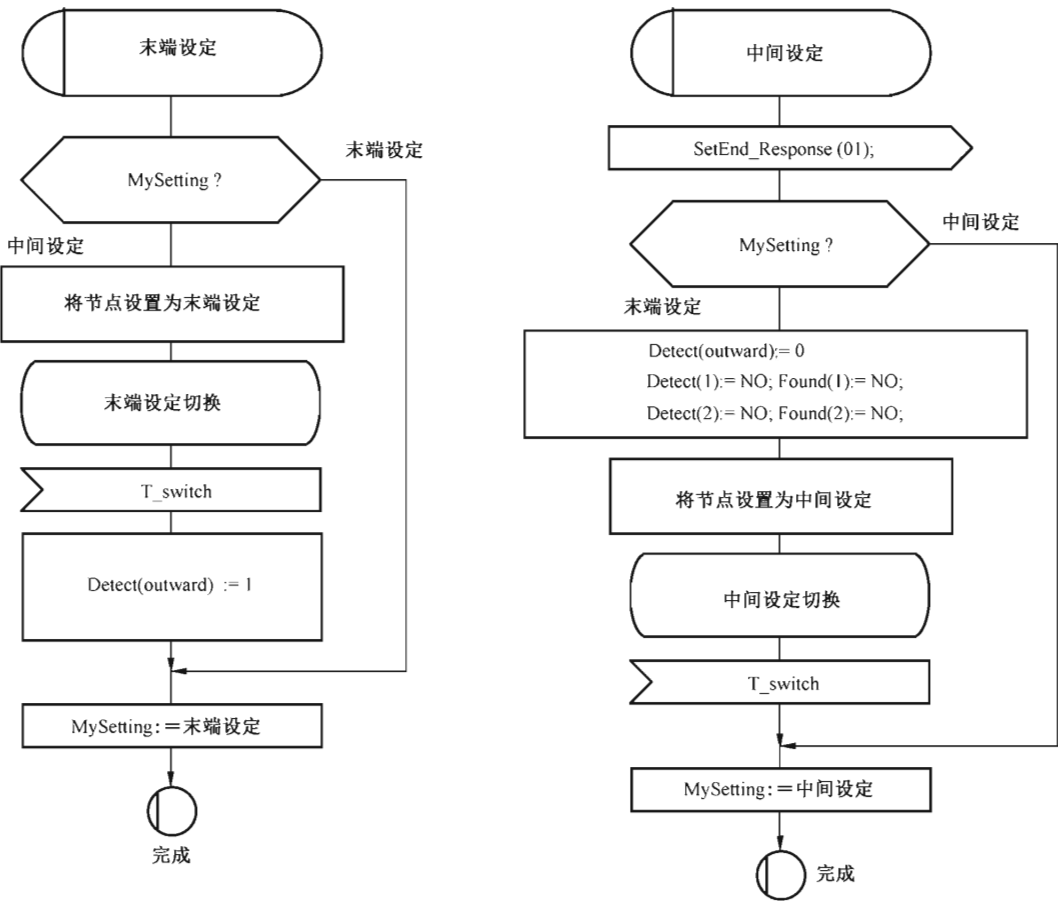 末端设定
MySetting ?
末端设定
中间设定
将节点设置为末端设定
末端设定切换
T_switch
Detect(outward) := 1
MySetting:=末端设定
完成
中间设定
SetEnd_Response (01);
MySetting ?
中间设定
末端设定
Detect(outward):= 0
Detect(1):= NO; Found(1):= NO;
Detect(2):= NO; Found(2):= NO;
将节点设置为中间设定
中间设定切换
T_switch
MySetting:=中间设定
完成